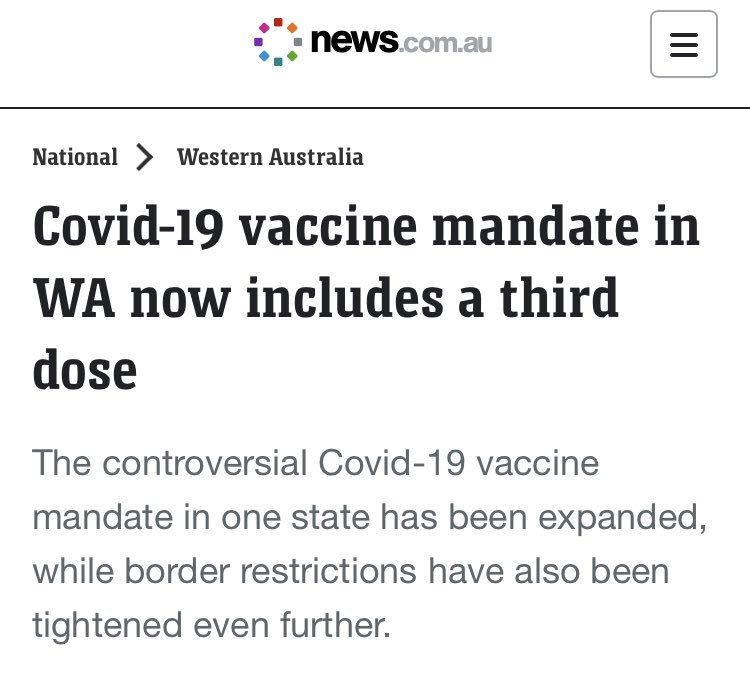 news.com.au
National > Western Australia
Covid-19 vaccine mandate in
WA now includes a third
dose
The controversial Covid-19 vaccine
mandate in one state has been expanded,
while border restrictions have also been
tightened even further.